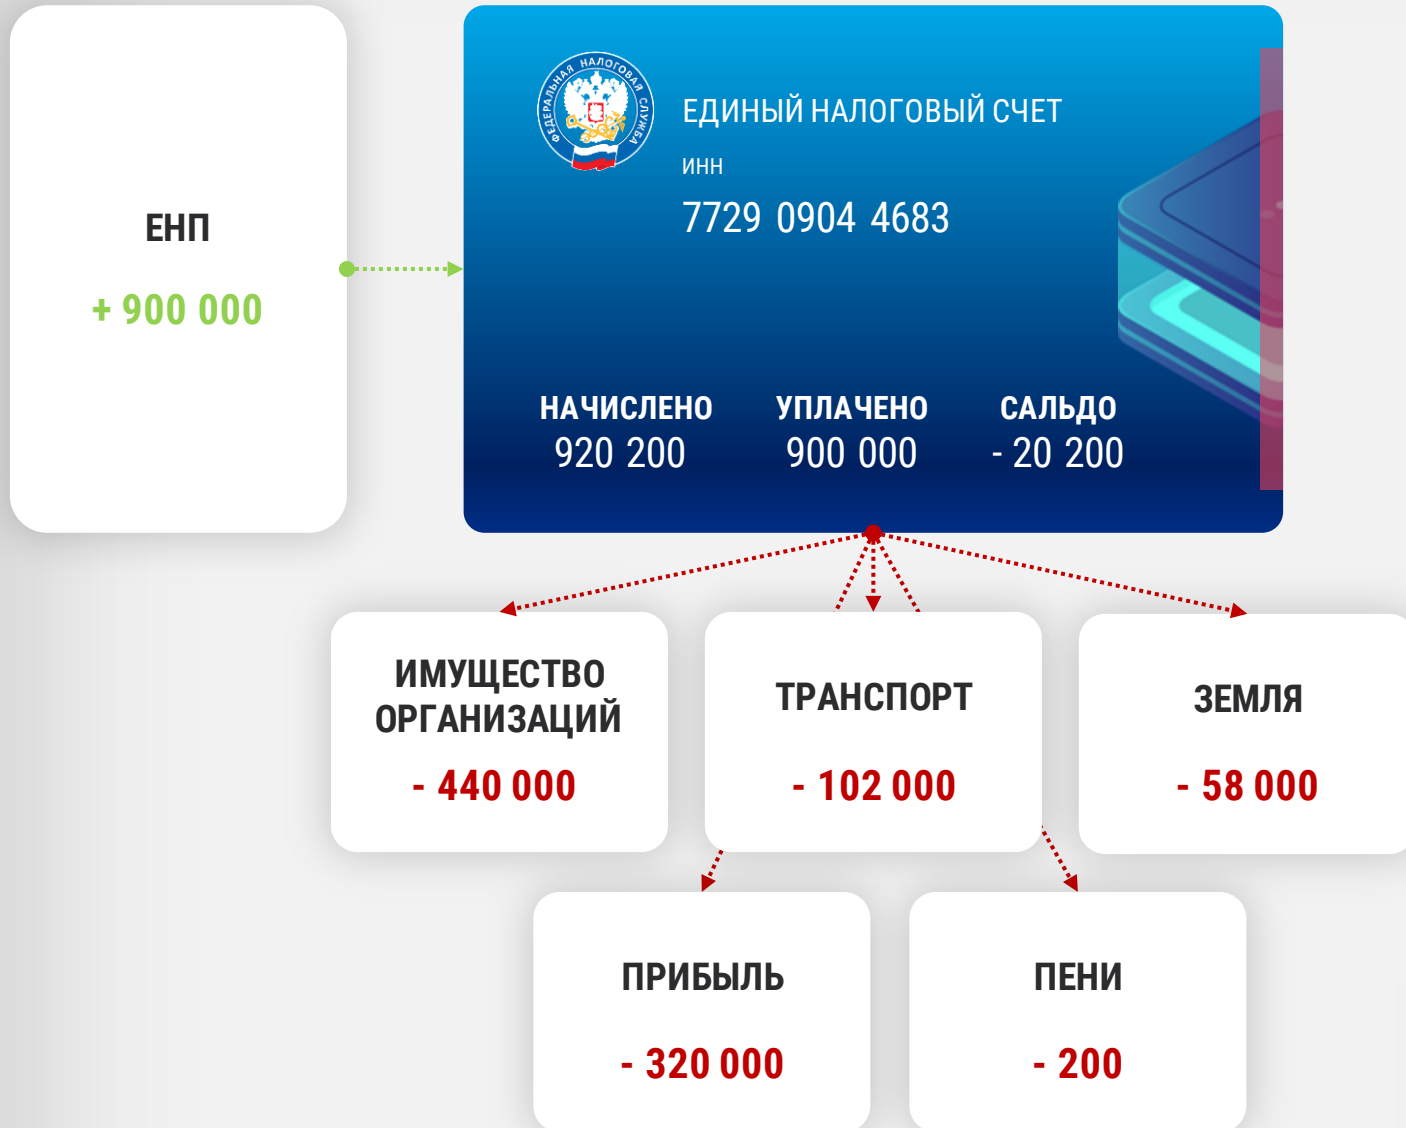 ЕНП
+ 900 000
ФЕДЕРАЛЬНАЯ НАЛОГОВАЯ СЛУЖБА
ЕДИНЫЙ НАЛОГОВЫЙ СЧЕТ
ИНН
7729 0904 4683
НАЧИСЛЕНО УПЛАЧЕНО САЛЬДО
920 200 900 000 - 20 200
ИМУЩЕСТВО
ОРГАНИЗАЦИЙ
- 440 000
ТРАНСПОРТ
- 102 000
ЗЕМЛЯ
- 58 000
ПРИБЫЛЬ
- 320 000
ПЕНИ
- 200